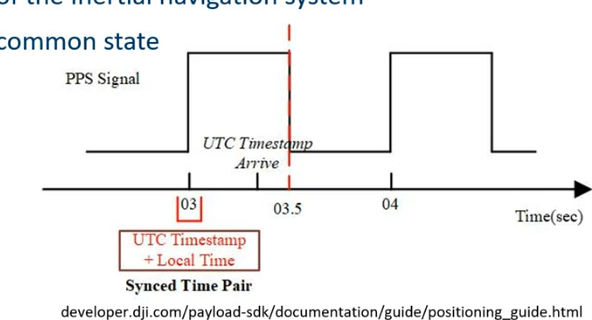 of the inertial navigation system
common state
PPS Signal
UTC Timestamp
Arrive
03
03.5
04
Time(sec)
UTC Timestamp
+ Local Time
Synced Time Pair
developer.dji.com/payload-sdk/documentation/guide/positioning_guide.html